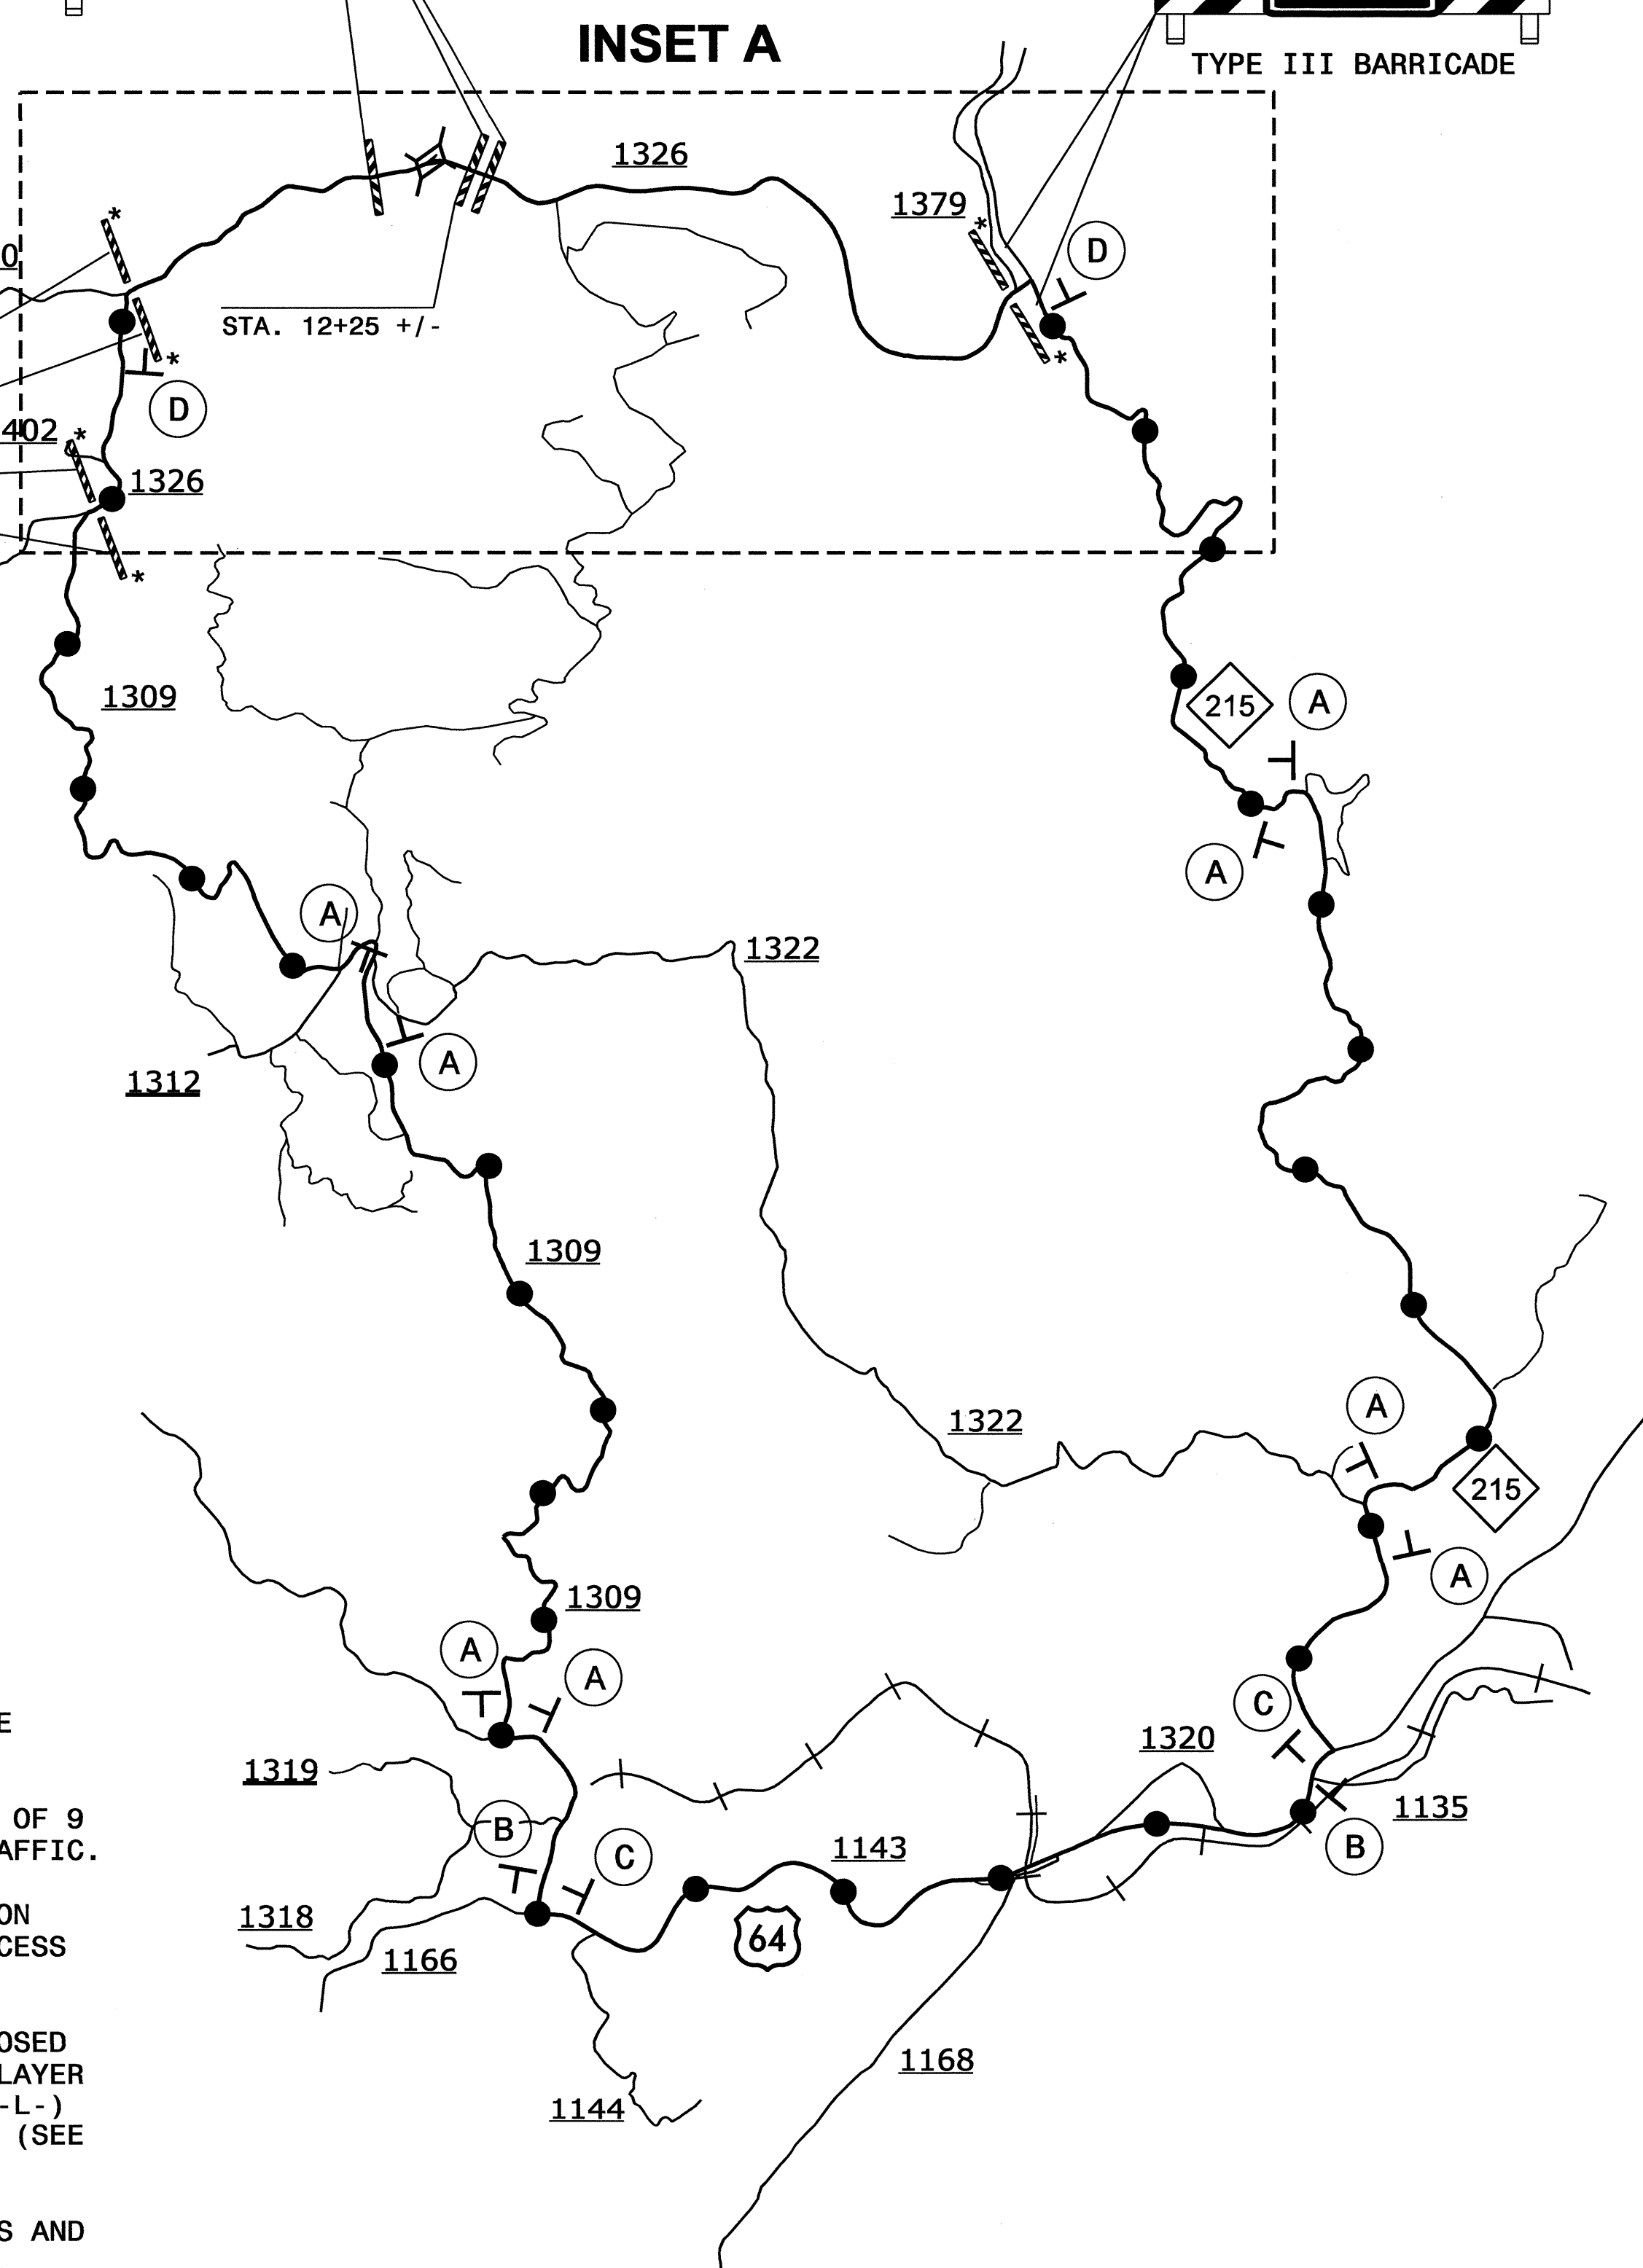 INSET A
TYPE III BARRICADE
1326
1379
*
*
D
STA. 12+25 +/-
*
*
D
402
*
1326
*
1309
215
A
A
A
1322
A
1312
1309
A
1322
215
A
1309
A
A
C
1320
1319
OF 9
B
1135
AFFIC.
C
1143
B
ON
1318
CESS
1166
64
OSED
LAYER
1168
-L-)
1144
(SEE
S AND